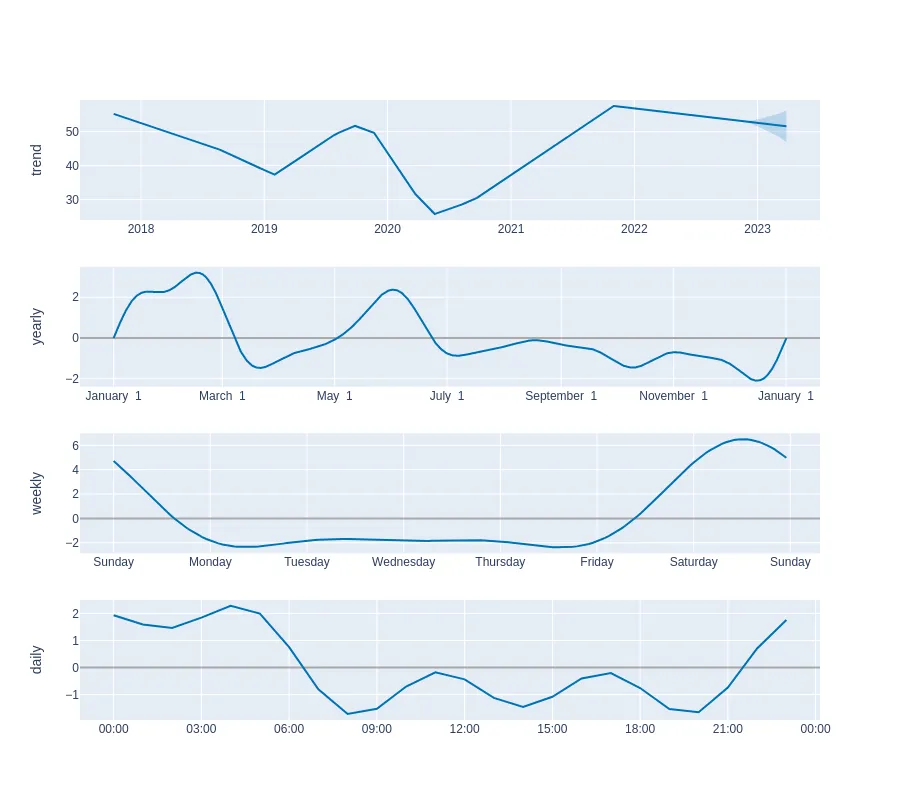 trend
50
40
30
2018 2019 2020 2021 2022 2023
yearly
2
0
−2
January 1 March 1 May 1 July 1 September 1 November 1 January 1
weekly
6
4
2
0
−2
Sunday Monday Tuesday Wednesday Thursday Friday Saturday Sunday
daily
2
1
0
−1
00:00 03:00 06:00 09:00 12:00 15:00 18:00 21:00 00:00